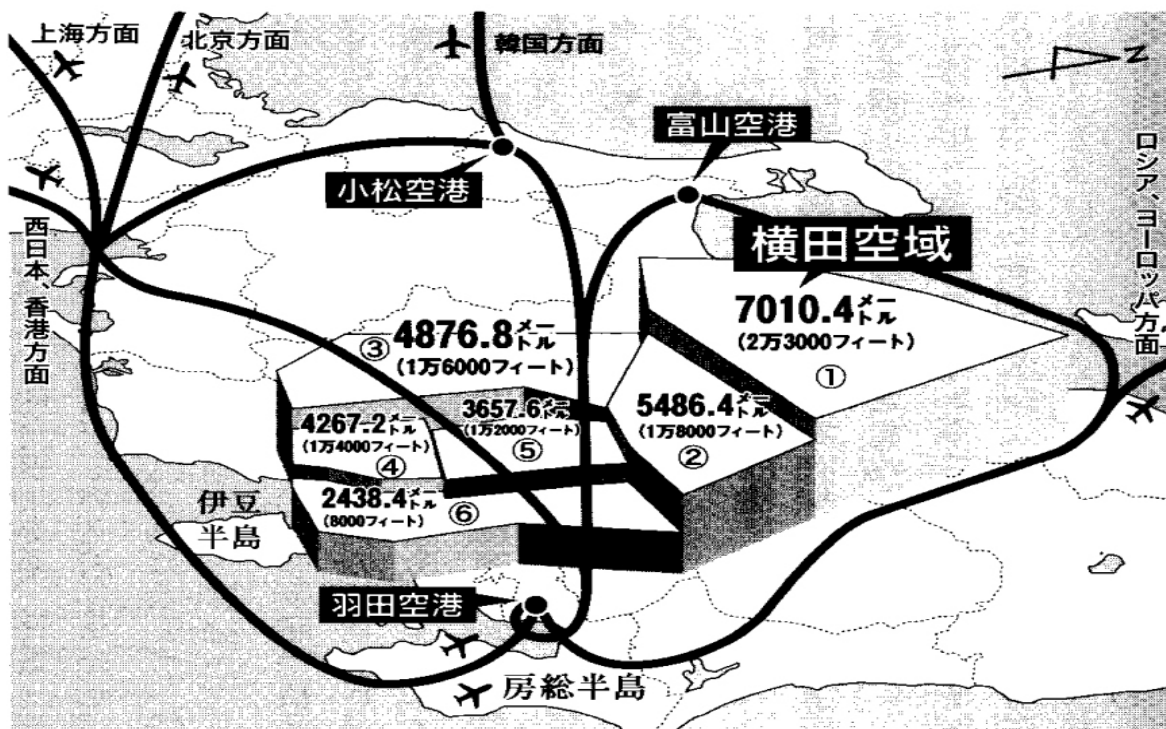 上海方面
北京方面
韓国方面
N
富山空港
小松空港
横田空域
ロシア、ヨーロッパ方面
西日本、香港方面
7010.4メートル
(2万3000フィート)
①
4876.8メートル
③
(1万6000フィート)
5486.4メートル
(1万8000フィート)
②
3657.6メートル
(1万2000フィート)
⑤
4267.2メートル
(1万4000フィート)
④
2438.4メートル
(8000フィート)
⑥
伊豆
半島
羽田空港
房総半島